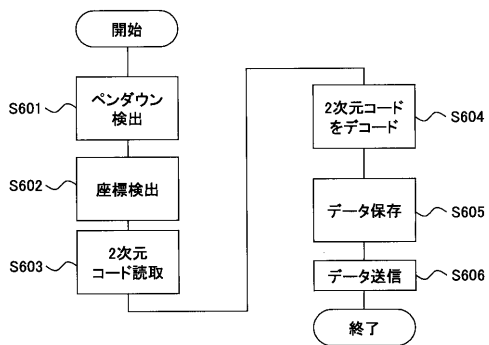 開始
S601
ペンダウン
検出
S602
座標検出
S603
2次元
コード読取
2次元コード
をデコード
S604
データ保存
S605
データ送信
S606
終了